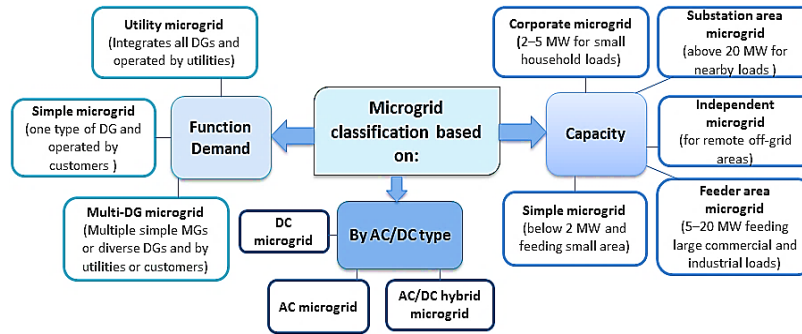 Utility microgrid
(Integrates all DGs and
operated by utilities)
Simple microgrid
(one type of DG and
operated by
customers )
Multi-DG microgrid
(Multiple simple MGs
or diverse DGs and by
utilities or customers)
Function
Demand
Microgrid
classification based
on:
By AC/DC type
DC
microgrid
AC microgrid
AC/DC hybrid
microgrid
Capacity
Corporate microgrid
(2–5 MW for small
household loads)
Substation area
microgrid
(above 20 MW for
nearby loads )
Independent
microgrid
(for remote off-grid
areas)
Simple microgrid
(below 2 MW and
feeding small area)
Feeder area
microgrid
(5–20 MW feeding
large commercial and
industrial loads)